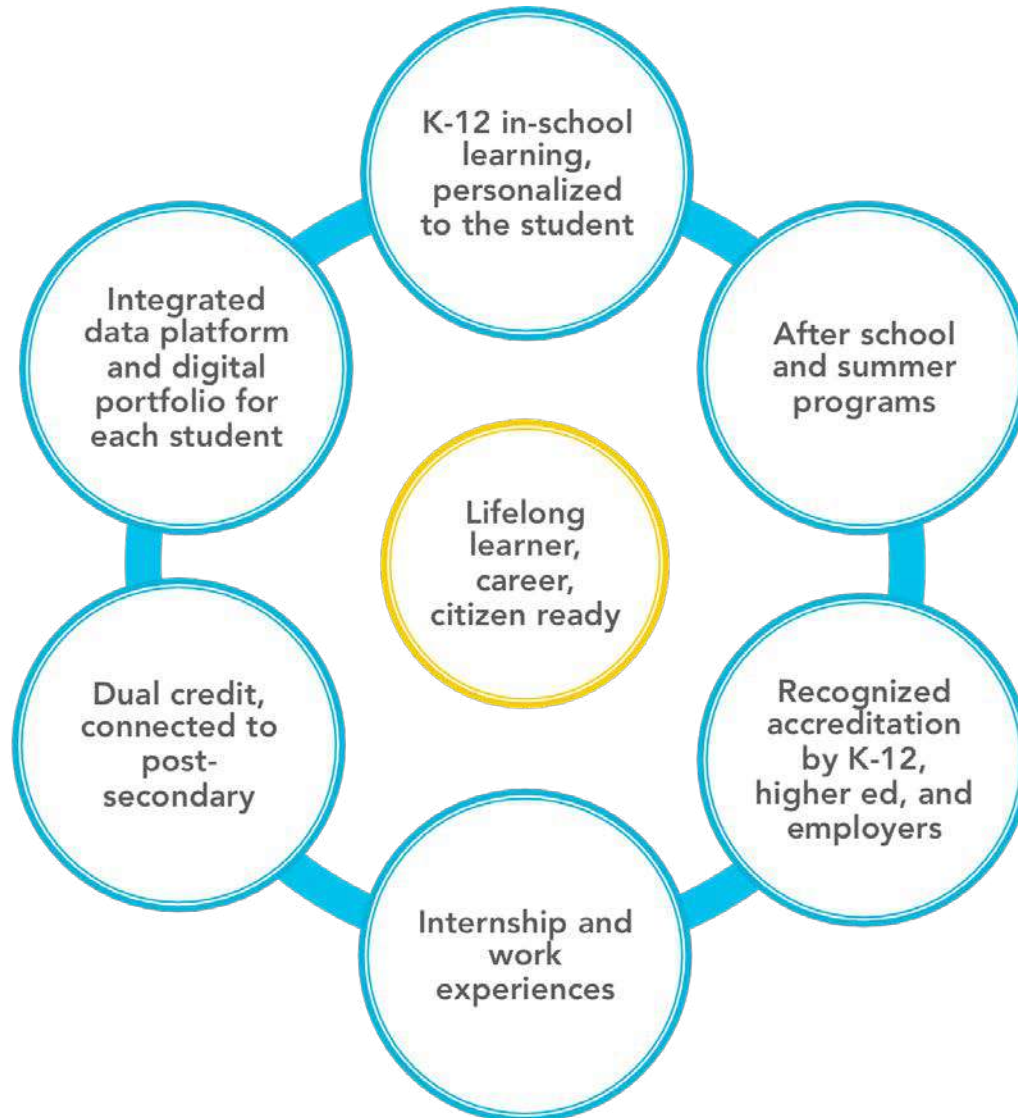 K-12 in-school
learning,
personalized
to the student
After school
and summer
programs
Recognized
accreditation
by K-12,
higher ed, and
employers
Internship and
work
experiences
Dual credit,
connected to
post-
secondary
Integrated
data platform
and digital
portfolio for
each student
Lifelong
learner,
career,
citizen ready